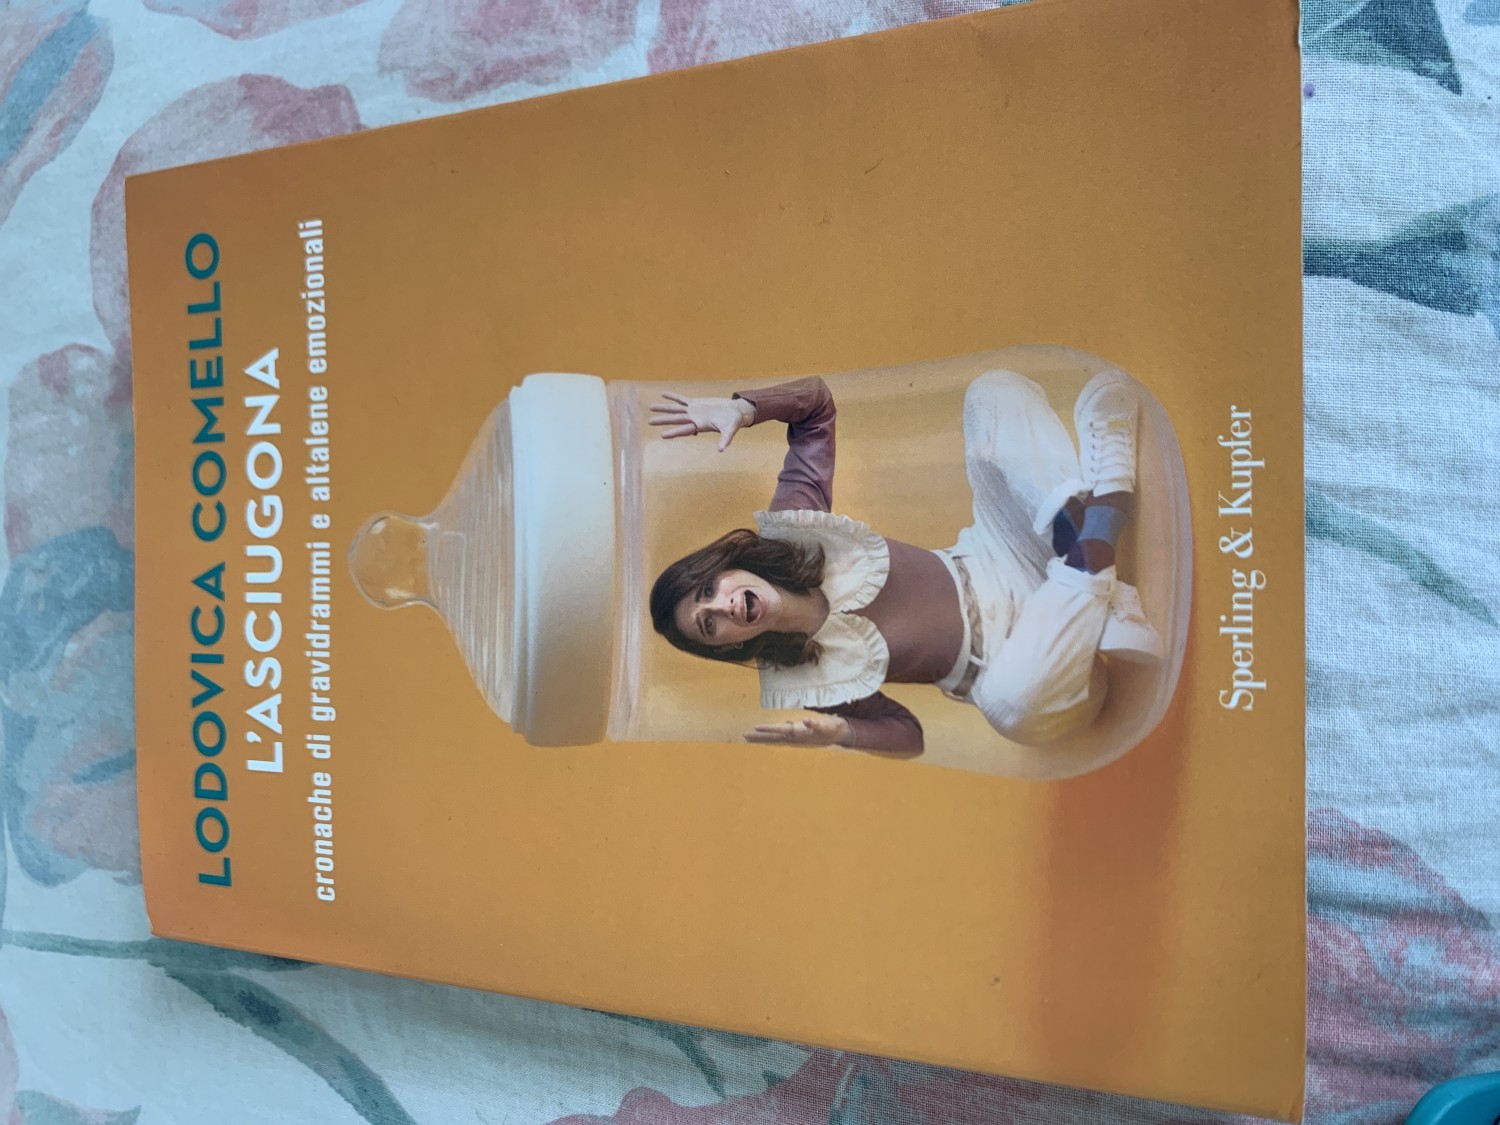 LODOVICA COMELLO
L'ASCIUGONA
cronache di gravidrammi e altalene emozionali
Sperling & Kupfer